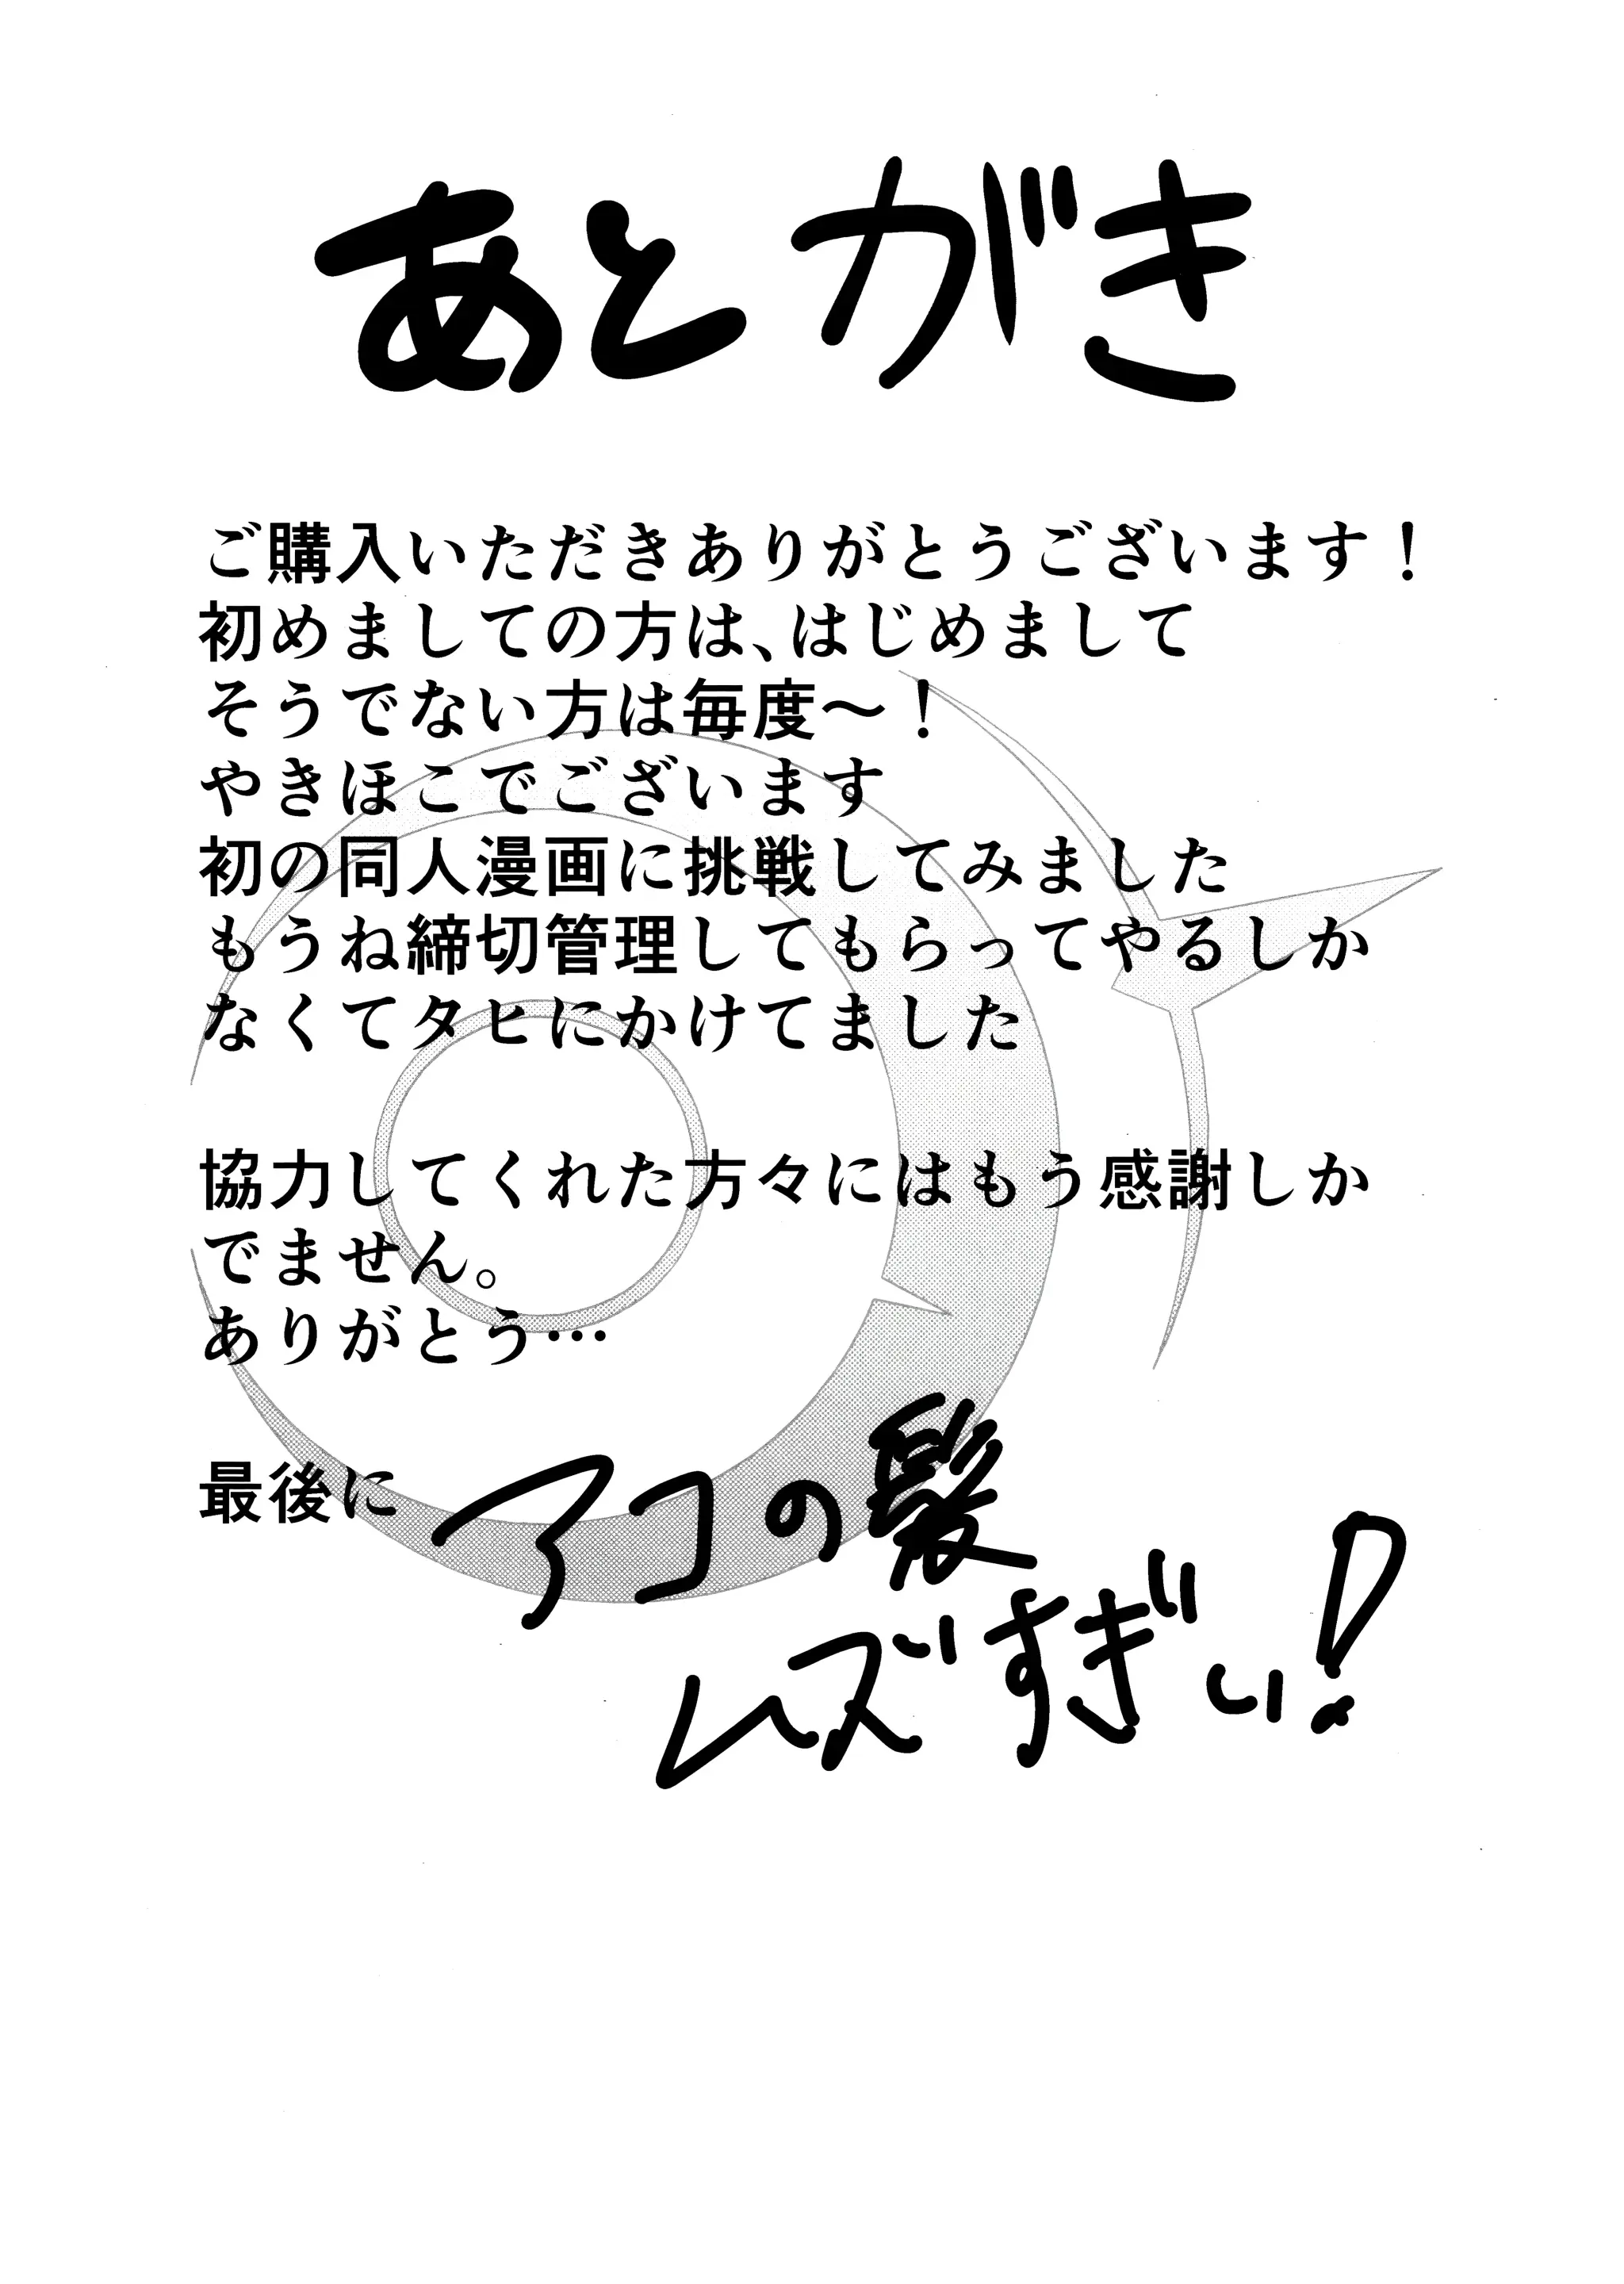 あとがき
ご購入いただきありがとうございます！
初めましての方は、はじめまして
そうでない方は毎度～！
やきほこでございます
初の同人漫画に挑戦してみました
もうね締切管理してもらってやるしか
なくてタヒにかけてました
協力してくれた方々にはもう感謝しか
でません。
ありがとう…
最後にアコの髪
ムズすぎぃ！